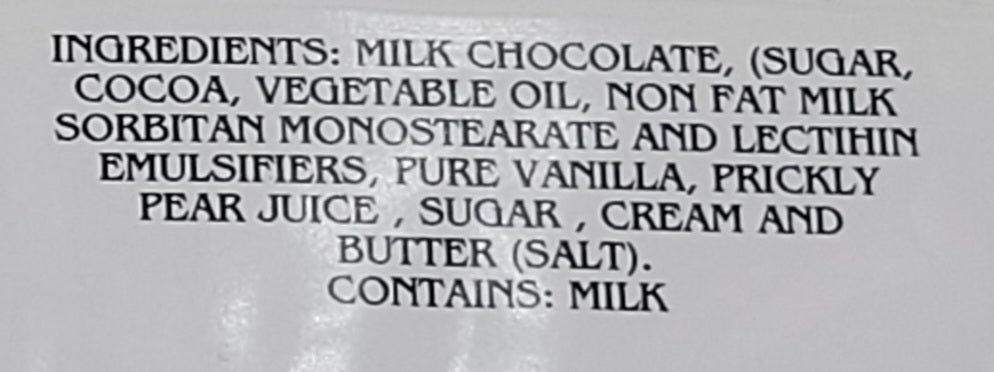 INGREDIENTS: MILK CHOCOLATE, (SUGAR,
COCOA, VEGETABLE OIL, NON FAT MILK
SORBITAN MONOSTEARATE AND LECTIHIN
EMULSIFIERS, PURE VANILLA, PRICKLY
PEAR JUICE , SUGAR , CREAM AND
BUTTER (SALT).
CONTAINS: MILK